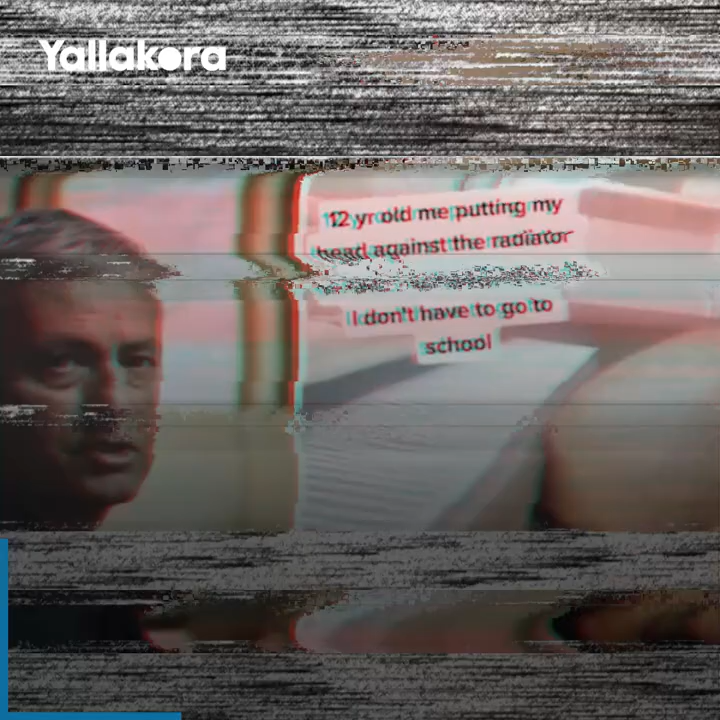 Yallakora
12 yr old me putting my
head against the radiator
I don't have to go to
school